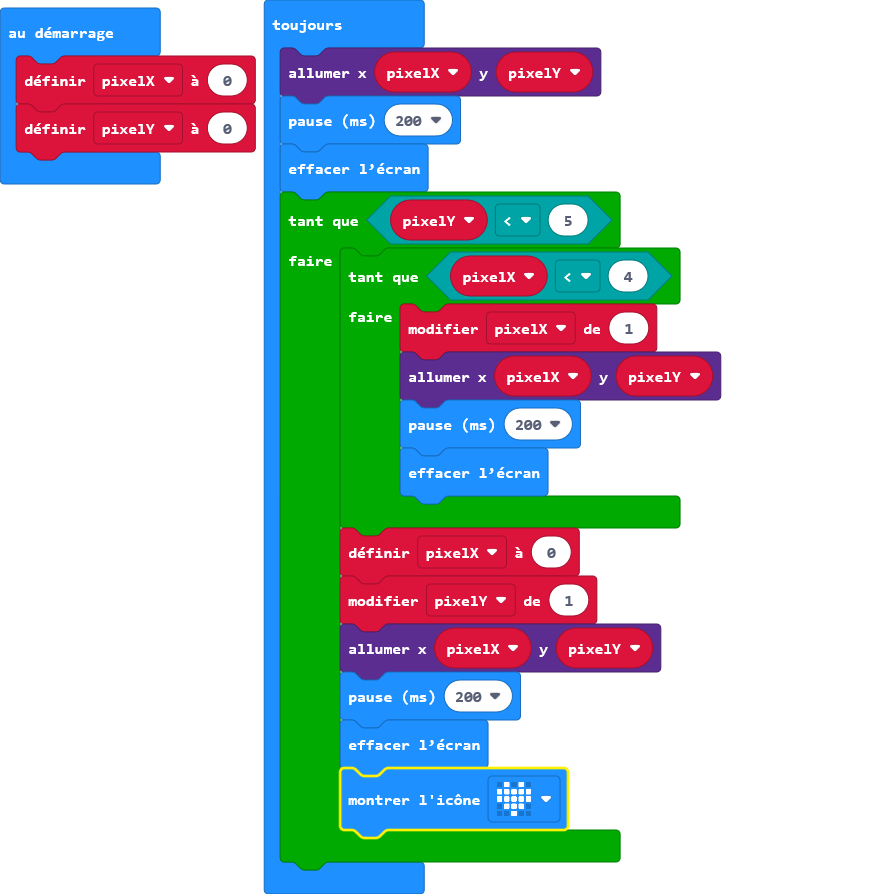 au démarrage
définir pixelX à 0
définir pixelY à 0
toujours
allumer x pixelX y pixelY
pause (ms) 200
effacer l’écran
tant que pixelY < 5
faire
tant que pixelX < 4
faire
modifier pixelX de 1
allumer x pixelX y pixelY
pause (ms) 200
effacer l’écran
définir pixelX à 0
modifier pixelY de 1
allumer x pixelX y pixelY
pause (ms) 200
effacer l’écran
montrer l'icône